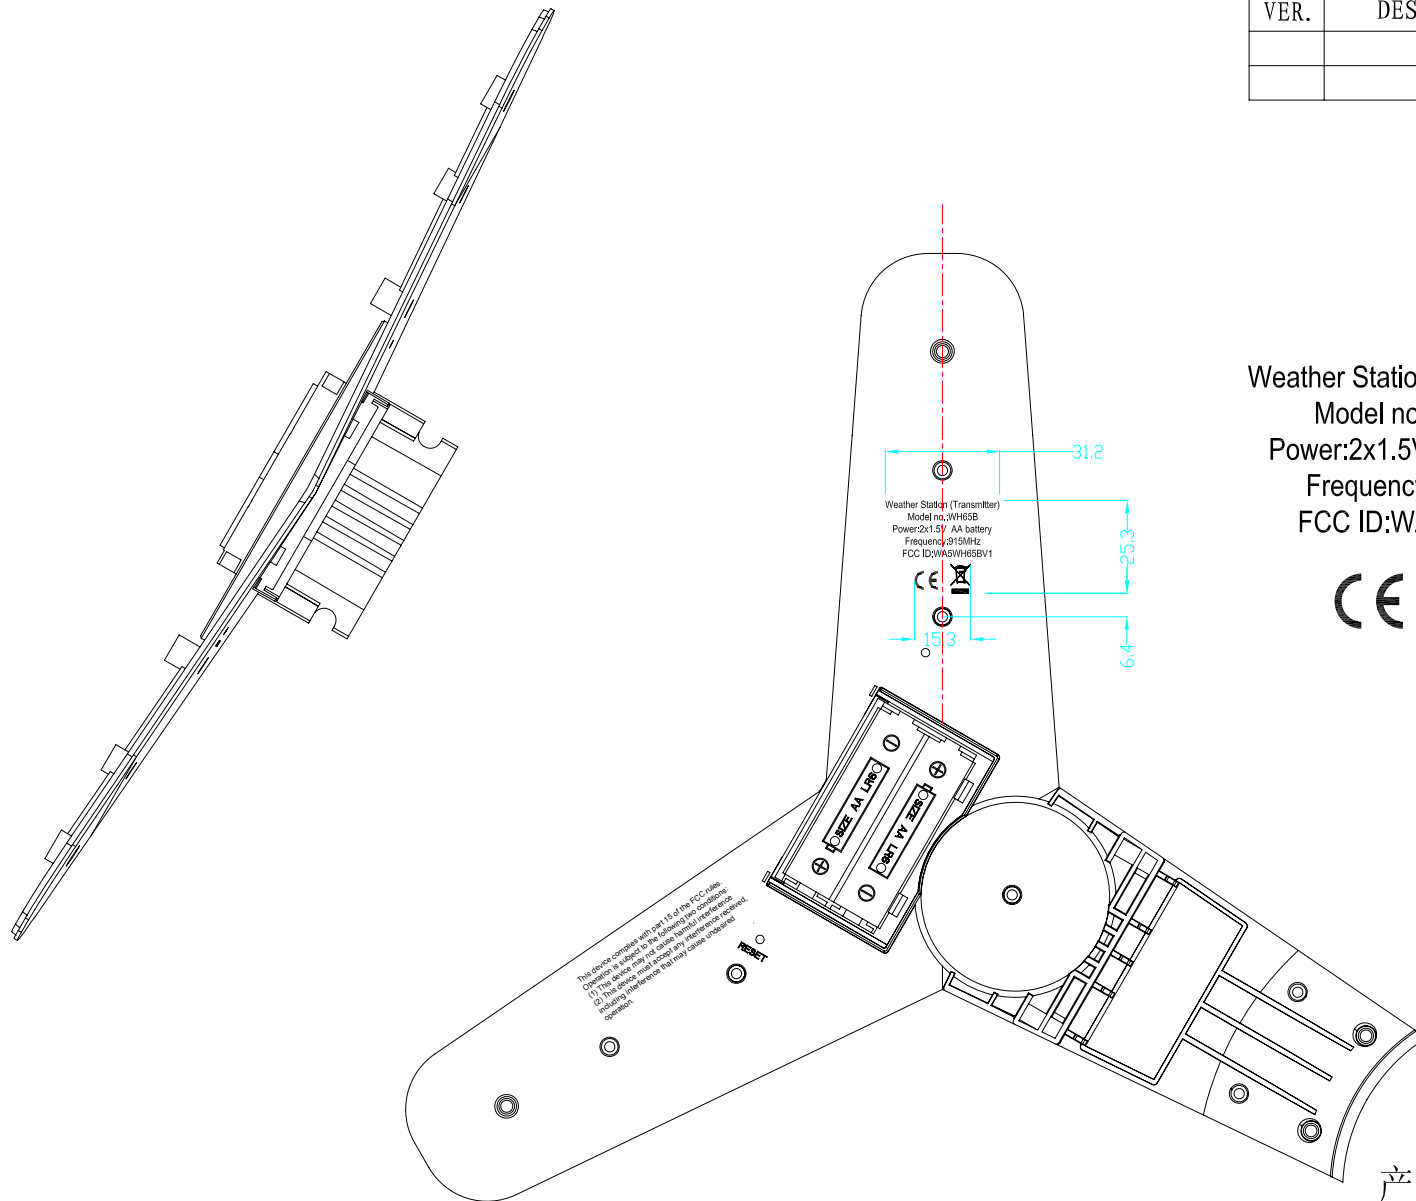 VER.
DES
Weather Station (Transmitter)
Model no.:WH65B
Power:2x1.5V AA battery
Frequency:915MHz
FCC ID:WA5WH65BV1
CE
31.2
25.3
15.3
6.4
Weather Statio
Model no
Power:2x1.5V
Frequency
FCC ID:WA
CE
SIZE AA LR6
SIZE AA LR6
This device complies with part 15 of the FCC rules.
Operation is subject to the following two conditions:
(1) This device may not cause harmful interference
(2) This device must accept any interference received,
including interference that may cause undesired
operation.
RESET
产